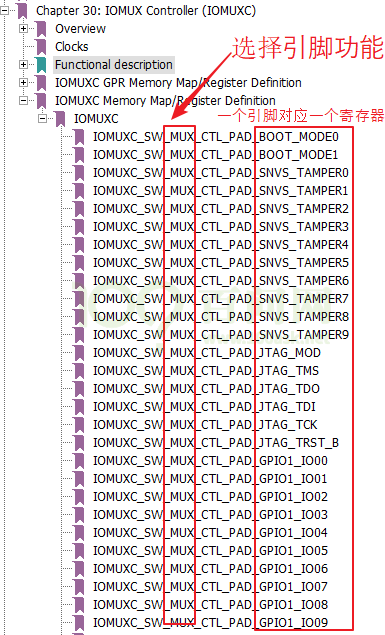 Chapter 30: IOMUX Controller (IOMUXC)
Overview
Clocks
选择引脚功能
Functional description
IOMUXC GPR Memory Map/Register Definition
IOMUXC Memory Map/Register Definition
IOMUXC
一个引脚对应一个寄存器
IOMUXC_SW_MUX_CTL_PAD_BOOT_MODE0
IOMUXC_SW_MUX_CTL_PAD_BOOT_MODE1
IOMUXC_SW_MUX_CTL_PAD_SNVS_TAMPER0
IOMUXC_SW_MUX_CTL_PAD_SNVS_TAMPER1
IOMUXC_SW_MUX_CTL_PAD_SNVS_TAMPER2
IOMUXC_SW_MUX_CTL_PAD_SNVS_TAMPER3
IOMUXC_SW_MUX_CTL_PAD_SNVS_TAMPER4
IOMUXC_SW_MUX_CTL_PAD_SNVS_TAMPER5
IOMUXC_SW_MUX_CTL_PAD_SNVS_TAMPER6
IOMUXC_SW_MUX_CTL_PAD_SNVS_TAMPER7
IOMUXC_SW_MUX_CTL_PAD_SNVS_TAMPER8
IOMUXC_SW_MUX_CTL_PAD_SNVS_TAMPER9
IOMUXC_SW_MUX_CTL_PAD_JTAG_MOD
IOMUXC_SW_MUX_CTL_PAD_JTAG_TMS
IOMUXC_SW_MUX_CTL_PAD_JTAG_TDO
IOMUXC_SW_MUX_CTL_PAD_JTAG_TDI
IOMUXC_SW_MUX_CTL_PAD_JTAG_TCK
IOMUXC_SW_MUX_CTL_PAD_JTAG_TRST_B
IOMUXC_SW_MUX_CTL_PAD_GPIO1_IO00
IOMUXC_SW_MUX_CTL_PAD_GPIO1_IO01
IOMUXC_SW_MUX_CTL_PAD_GPIO1_IO02
IOMUXC_SW_MUX_CTL_PAD_GPIO1_IO03
IOMUXC_SW_MUX_CTL_PAD_GPIO1_IO04
IOMUXC_SW_MUX_CTL_PAD_GPIO1_IO05
IOMUXC_SW_MUX_CTL_PAD_GPIO1_IO06
IOMUXC_SW_MUX_CTL_PAD_GPIO1_IO07
IOMUXC_SW_MUX_CTL_PAD_GPIO1_IO08
IOMUXC_SW_MUX_CTL_PAD_GPIO1_IO09